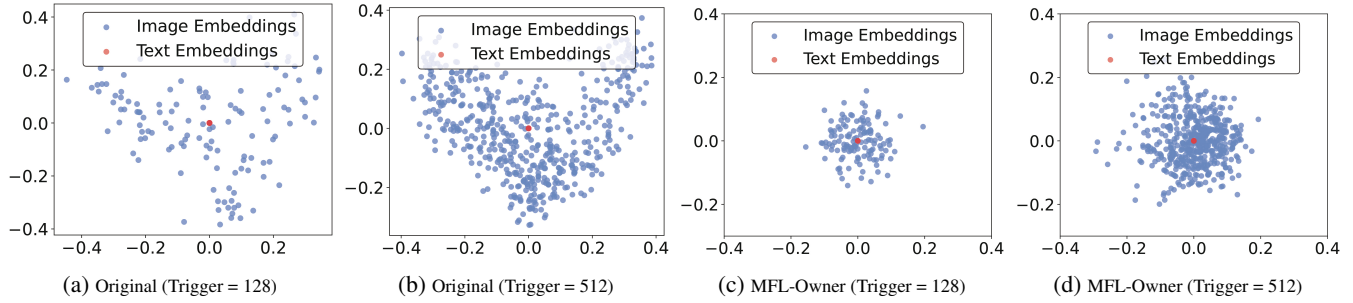 Image Embeddings
Text Embeddings
0.4
0.2
0.0
−0.2
−0.4
−0.4 −0.2 0.0 0.2
(a) Original (Trigger = 128)
Image Embeddings
Text Embeddings
0.4
0.2
0.0
−0.2
−0.4 −0.2 0.0 0.2 0.4
(b) Original (Trigger = 512)
Image Embeddings
Text Embeddings
0.4
0.2
0.0
−0.2
−0.4 −0.2 0.0 0.2 0.4
(c) MFL-Owner (Trigger = 128)
Image Embeddings
Text Embeddings
0.4
0.2
0.0
−0.2
−0.4 −0.2 0.0 0.2 0.4
(d) MFL-Owner (Trigger = 512)